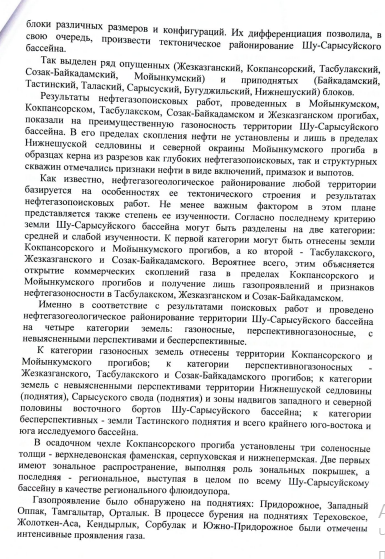 блоки различных размеров и конфигураций. Их дифференциация позволила, в
свою очередь, произвести тектоническое районирование Шу-Сарысуйского
бассейна.
Так выделен ряд опущенных (Жезказганский, Кокпансорский, Тасбулакский,
Созак-Байкадамский, Мойынкумский) и приподнятых (Байкадамский,
Тастинский, Талаский, Сарысуский, Бугуджильский, Нижнешуский) блоков.
Результаты нефтегазопоисковых работ, проведенных в Мойынкумском,
Кокпансорском, Тасбулакском, Созак-Байкадамском и Жезказганском прогибах,
показали на преимущественную газоносность территории Шу-Сарысуйского
бассейна. В его пределах скопления нефти не установлены и лишь в пределах
Нижнешуской седловины и северной окраины Мойынкумского прогиба в
образцах керна из разрезов как глубоких нефтегазопоисковых, так и структурных
скважин отмечались признаки нефти в виде включений, примазок и выпотов.
Как известно, нефтегазогеологическое районирование любой территории
базируется на особенностях ее тектонического строения и результатах
нефтегазопоисковых работ. Не менее важным фактором в этом плане
представляется также степень ее изученности. Согласно последнему критерию
земли Шу-Сарысуйского бассейна могут быть разделены на две категории:
средней и слабой изученности. К первой категории могут быть отнесены земли
Кокпансорского и Мойынкумского прогибов, а ко второй - Тасбулакского,
Жезказганского и Созак-Байкадамского. Вероятнее всего, этим объясняется
открытие коммерческих скоплений газа в пределах Кокпансорского и
Мойынкумского прогибов и получение лишь газопроявлений и признаков
нефтегазоносности в Тасбулакском, Жезказганском и Созак-Байкадамском.
Именно в соответствие с результатами поисковых работ и проведено
нефтегазогеологическое районирование территории Шу-Сарысуйского бассейна
на четыре категории земель: газоносные, перспективногазоносные, с
невыясненными перспективами и бесперспективные.
К категории газоносных земель отнесены территории Кокпансорского и
Мойынкумского прогибов; к категории перспективногазоносных -
Жезказганского, Тасбулакского и Созак-Байкадамского прогибов; к категории
земель с невыясненными перспективами территории Нижнешуской седловины
(поднятия), Сарысуского свода (поднятия) и зоны надвигов западного и северной
половины восточного бортов Шу-Сарысуйского бассейна; к категории
бесперспективных - земли Тастинского поднятия и всего крайнего юго-востока и
юга исследуемого бассейна.
В осадочном чехле Кокпансорского прогиба установлены три соленосные
толщи - верхнедевонская фаменская, серпуховская и нижнепермская. Две первых
имеют зональное распространение, выполняя роль зональных покрышек, а
последняя - региональное, выступая в целом по всему Шу-Сарысускому
бассейну в качестве регионального флюидоупора.
Газопроявление было обнаружено на поднятиях: Придорожное, Западный
Оппак, Тамгалытар, Орталык. В процессе бурения на поднятиях Тереховское,
Жолоткен-Аса, Кендырлык, Сорбулак и Южно-Придорожное были отмечены
интенсивные проявления газа.